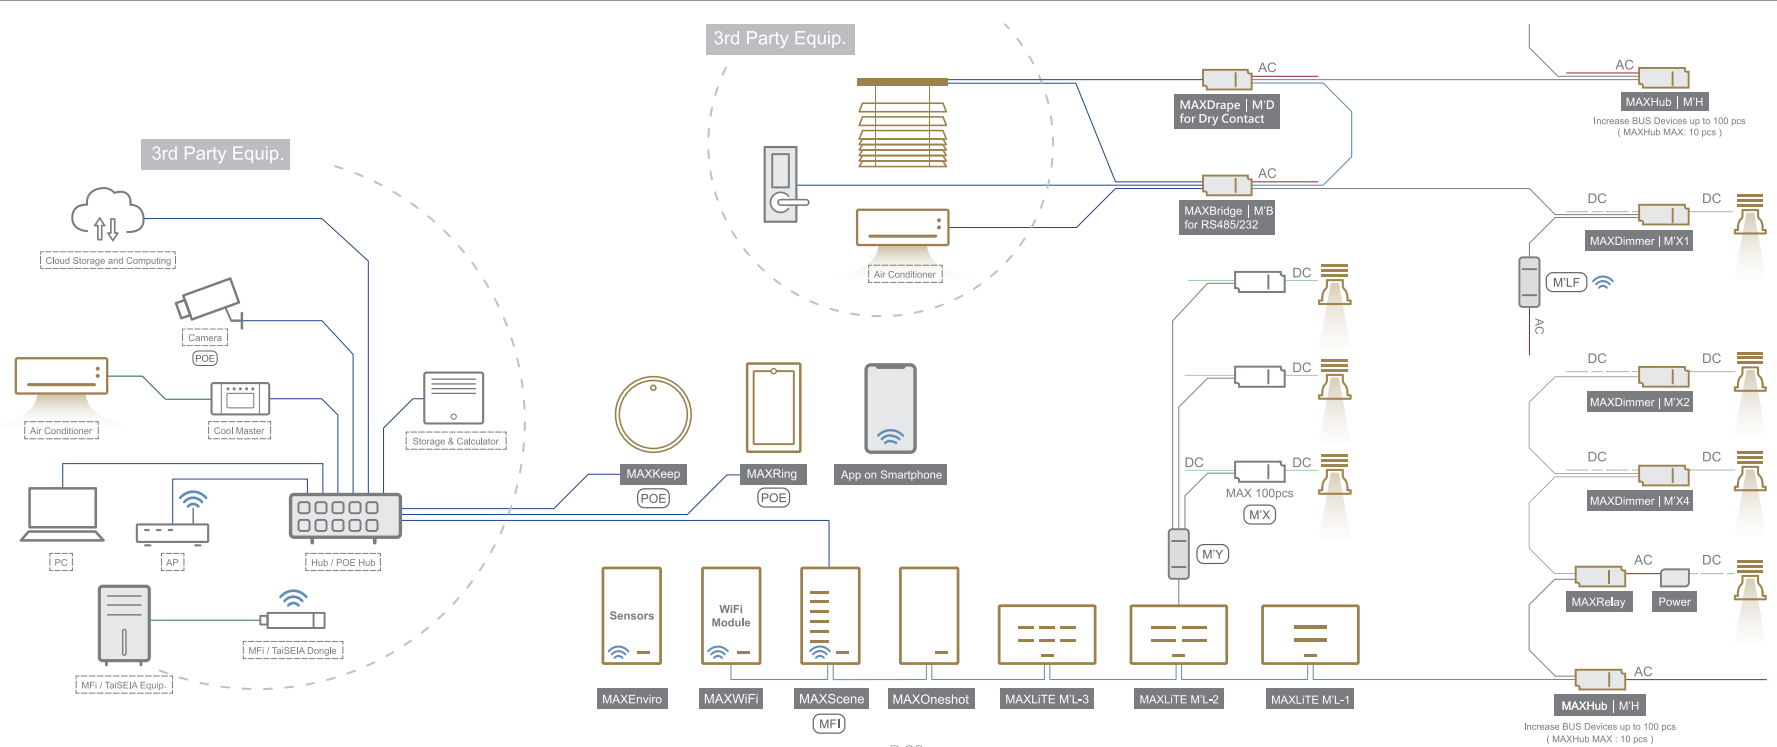 3rd Party Equip.
Cloud Storage and Computing
Camera
POE
Air Conditioner
Cool Master
Storage & Calculator
PC
AP
Hub / POE Hub
MFi / TaiSEIA Dongle
MFi / TaiSEIA Equip.
3rd Party Equip.
Air Conditioner
AC
MAXDrape | M'D
for Dry Contact
AC
MAXBridge | M'B
for RS485/232
AC
MAXHub | M'H
Increase BUS Devices up to 100 pcs
( MAXHub MAX: 10 pcs )
DC
DC
MAXDimmer | M'X1
M'LF
AC
DC
DC
MAXDimmer | M'X2
DC
DC
MAXDimmer | M'X4
AC
DC
MAXRelay
Power
AC
MAXHub | M'H
Increase BUS Devices up to 100 pcs
( MAXHub MAX : 10 pcs )
DC
DC
DC
DC
MAX 100pcs
M'X
M'Y
MAXKeep
POE
MAXRing
POE
App on Smartphone
Sensors
MAXEnviro
WiFi
Module
MAXWiFi
MAXScene
MFI
MAXOneshot
MAXLiTE M'L-3
MAXLiTE M'L-2
MAXLiTE M'L-1